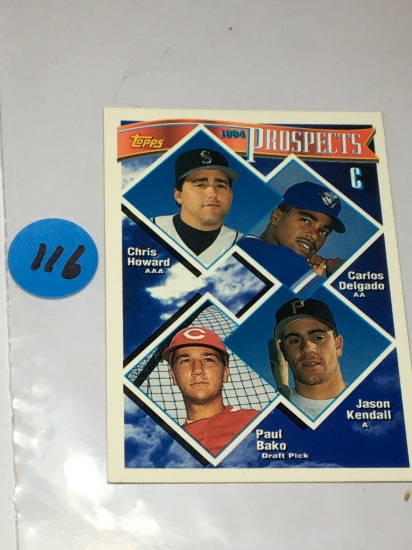 Topps
1994
PROSPECTS
C
116
Chris
Howard
AAA
Carlos
Delgado
AA
S
P
C
Jason
Kendall
A
Paul
Bako
Draft Pick